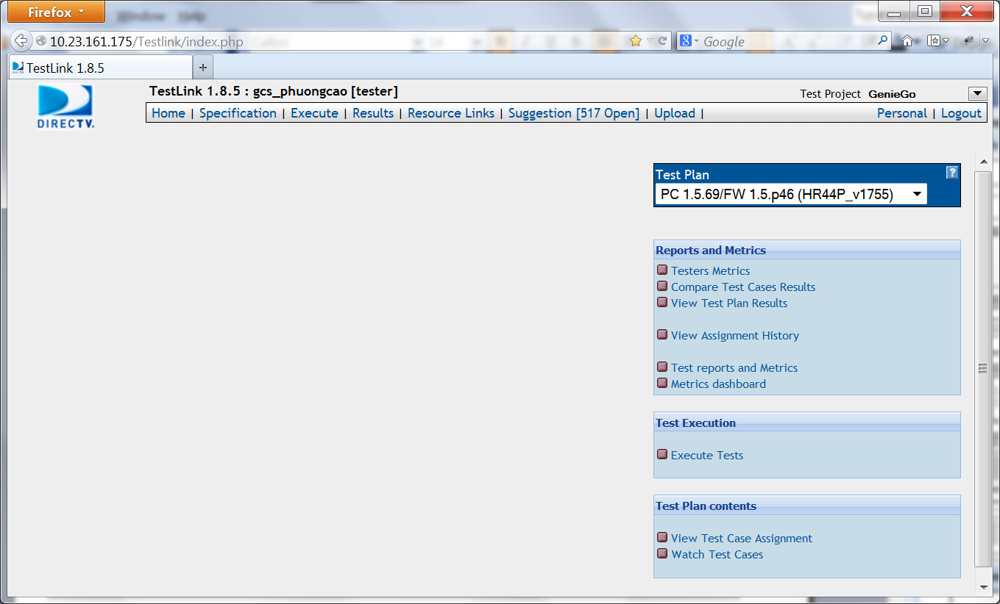 Firefox
Window Help
10.23.161.175/Testlink/index.php
Google
TestLink 1.8.5
DIRECTV.
TestLink 1.8.5 : gcs_phuongcao [tester]
Test Project GenieGo
Home | Specification | Execute | Results | Resource Links | Suggestion [517 Open] | Upload |
Personal | Logout
Test Plan
?
PC 1.5.69/FW 1.5.p46 (HR44P_v1755)
Reports and Metrics
Testers Metrics
Compare Test Cases Results
View Test Plan Results
View Assignment History
Test reports and Metrics
Metrics dashboard
Test Execution
Execute Tests
Test Plan contents
View Test Case Assignment
Watch Test Cases